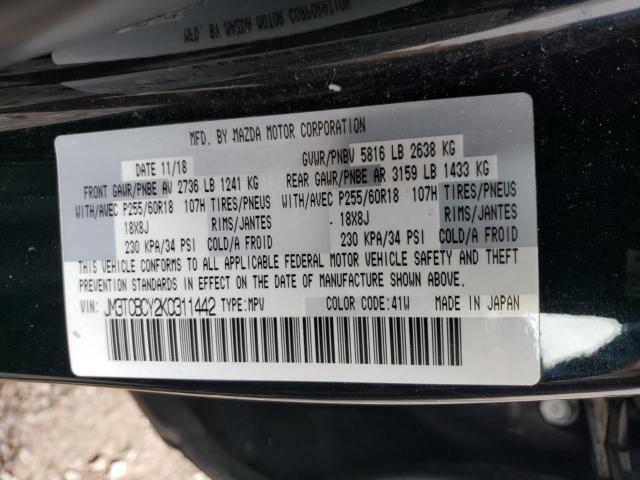 MFD. BY MAZDA MOTOR CORPORATION
DATE 11/18 GVWR/PNBV 5816 LB 2638 KG
FRONT GAWR/PNBE AV 2736 LB 1241 KG REAR GAWR/PNBE AR 3159 LB 1433 KG
WITH/AVEC P255/60R18 107H TIRES/PNEUS WITH/AVEC P255/60R18 107H TIRES/PNEUS
18X8J RIMS/JANTES 18X8J RIMS/JANTES
230 KPA/34 PSI COLD/A FROID 230 KPA/34 PSI COLD/A FROID
THIS VEHICLE CONFORMS TO ALL APPLICABLE FEDERAL MOTOR VEHICLE SAFETY AND THEFT
PREVENTION STANDARDS IN EFFECT ON THE DATE OF MANUFACTURE SHOWN ABOVE.
VIN: JM3TCBCY2K0311442 TYPE:MPV COLOR CODE:41W MADE IN JAPAN